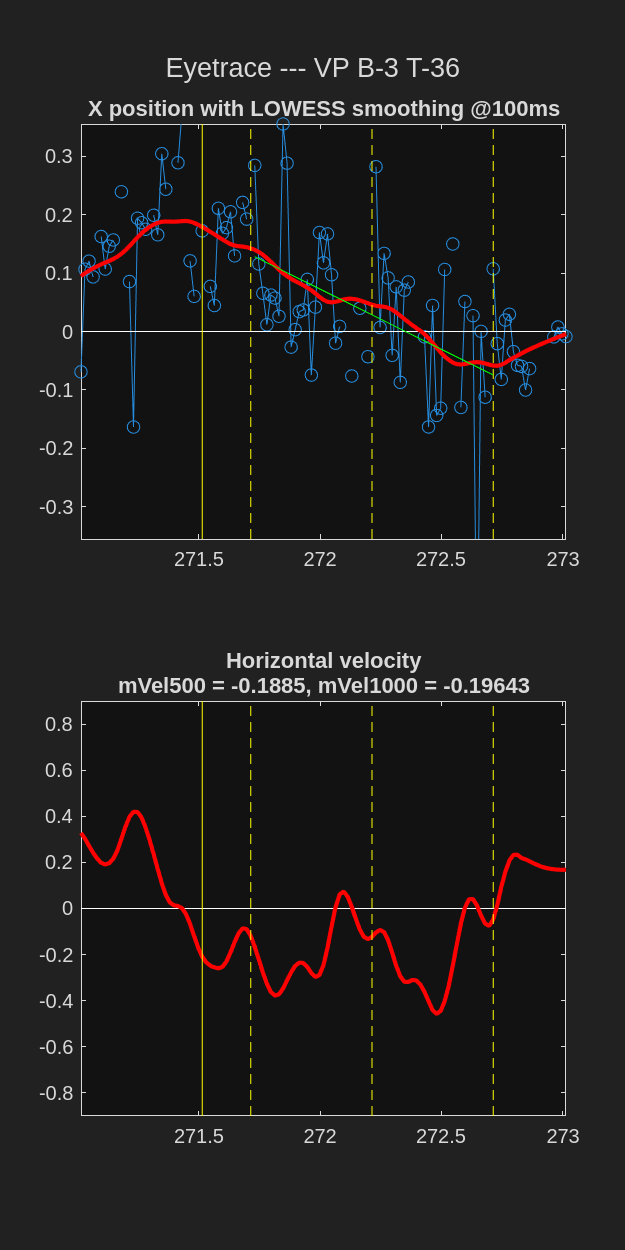 Eyetrace --- VP B-3 T-36
X position with LOWESS smoothing @100ms
0.3
0.2
0.1
0
-0.1
-0.2
-0.3
271.5 272 272.5 273
Horizontal velocity
mVel500 = -0.1885, mVel1000 = -0.19643
0.8
0.6
0.4
0.2
0
-0.2
-0.4
-0.6
-0.8
271.5 272 272.5 273